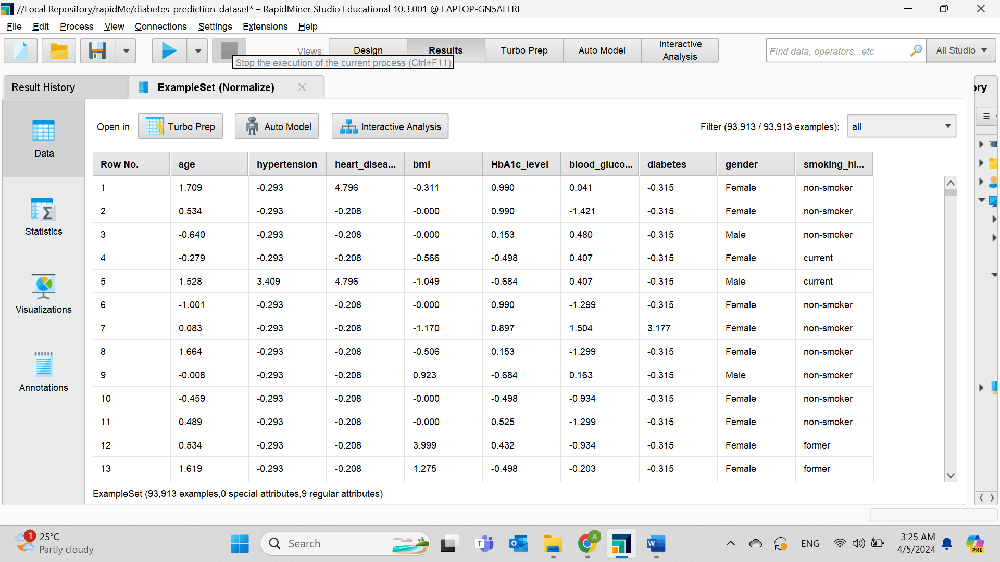 //Local Repository/rapidMe/diabetes_prediction_dataset* – RapidMiner Studio Educational 10.3.001 @ LAPTOP-GN5ALFRE
File Edit Process View Connections Settings Extensions Help
Views: Design Results Turbo Prep Auto Model Interactive Analysis Find data, operators...etc All Studio
Stop the execution of the current process (Ctrl+F11)
Result History ExampleSet (Normalize) ory
Open in Turbo Prep Auto Model Interactive Analysis Filter (93,913 / 93,913 examples): all
Data
Statistics
Visualizations
Annotations
Row No. age hypertension heart_disea... bmi HbA1c_level blood_gluco... diabetes gender smoking_hi...
1 1.709 -0.293 4.796 -0.311 0.990 0.041 -0.315 Female non-smoker
2 0.534 -0.293 -0.208 -0.000 0.990 -1.421 -0.315 Female non-smoker
3 -0.640 -0.293 -0.208 -0.000 0.153 0.480 -0.315 Male non-smoker
4 -0.279 -0.293 -0.208 -0.566 -0.498 0.407 -0.315 Female current
5 1.528 3.409 4.796 -1.049 -0.684 0.407 -0.315 Male current
6 -1.001 -0.293 -0.208 -0.000 0.990 -1.299 -0.315 Female non-smoker
7 0.083 -0.293 -0.208 -1.170 0.897 1.504 3.177 Female non-smoker
8 1.664 -0.293 -0.208 -0.506 0.153 -1.299 -0.315 Female non-smoker
9 -0.008 -0.293 -0.208 0.923 -0.684 0.163 -0.315 Male non-smoker
10 -0.459 -0.293 -0.208 -0.000 -0.498 -0.934 -0.315 Female non-smoker
11 0.489 -0.293 -0.208 -0.000 0.525 -1.299 -0.315 Female non-smoker
12 0.534 -0.293 -0.208 3.999 0.432 -0.934 -0.315 Female former
13 1.619 -0.293 -0.208 1.275 -0.498 -0.203 -0.315 Female former
ExampleSet (93,913 examples,0 special attributes,9 regular attributes)
1 25°C
Partly cloudy
Search
A
ENG
3:25 AM
4/5/2024
PRE